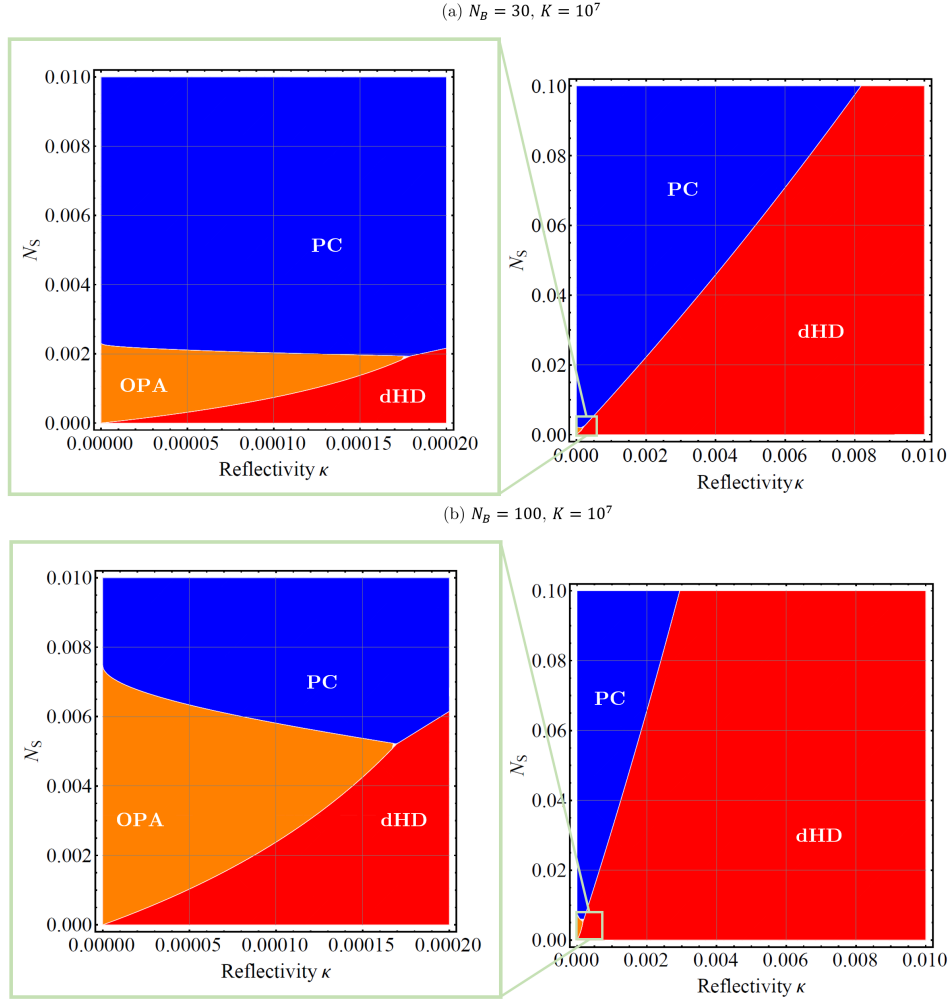 (a) N_B = 30, K = 10^7
0.010
0.008
0.006
0.004
0.002
0.000
N_S
PC
OPA
dHD
0.00000 0.00005 0.00010 0.00015 0.00020
Reflectivity κ
0.10
0.08
0.06
0.04
0.02
0.00
N_S
PC
dHD
0.000 0.002 0.004 0.006 0.008 0.010
Reflectivity κ
(b) N_B = 100, K = 10^7
0.010
0.008
0.006
0.004
0.002
0.000
N_S
PC
OPA
dHD
0.00000 0.00005 0.00010 0.00015 0.00020
Reflectivity κ
0.10
0.08
0.06
0.04
0.02
0.00
N_S
PC
dHD
0.000 0.002 0.004 0.006 0.008 0.010
Reflectivity κ